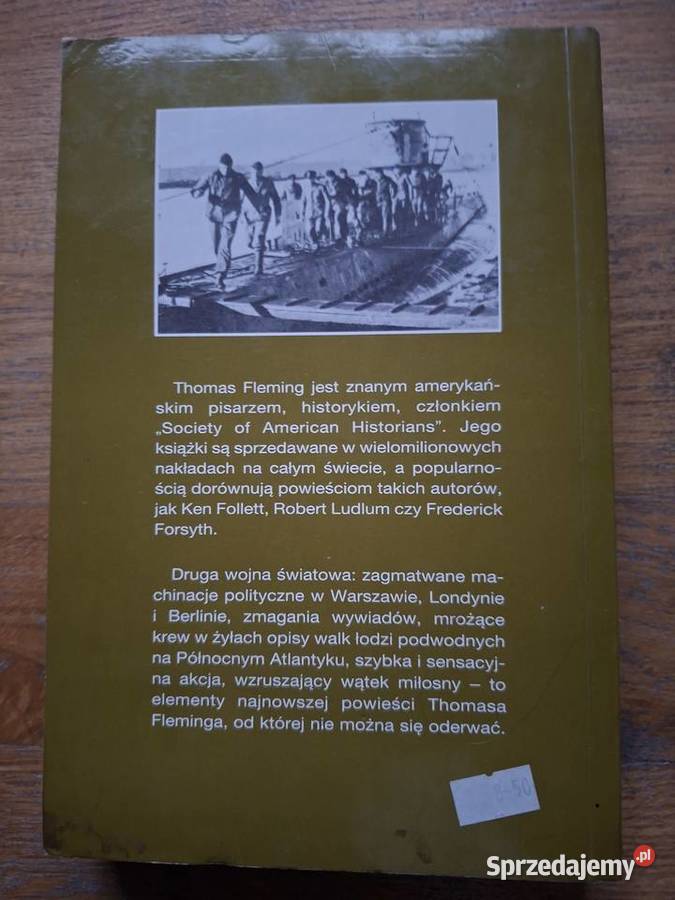 Thomas Fleming jest znanym amerykań-
skim pisarzem, historykiem, członkiem
„Society of American Historians”. Jego
książki są sprzedawane w wielomilionowych
nakładach na całym świecie, a popularno-
ścią dorównują powieściom takich autorów,
jak Ken Follett, Robert Ludlum czy Frederick
Forsyth.
Druga wojna światowa: zagmatwane ma-
chinacje polityczne w Warszawie, Londynie
i Berlinie, zmagania wywiadów, mrożące
krew w żyłach opisy walk łodzi podwodnych
na Północnym Atlantyku, szybka i sensacyj-
na akcja, wzruszający wątek miłosny – to
elementy najnowszej powieści Thomasa
Fleminga, od której nie można się oderwać.
8-50
Sprzedajemy.pl